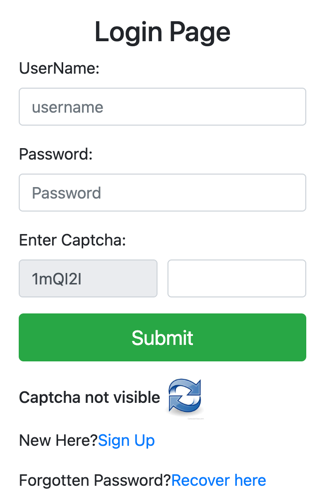 Login Page
UserName:
username
Password:
Password
Enter Captcha:
1mQI2I
Submit
Captcha not visible
New Here?Sign Up
Forgotten Password?Recover here